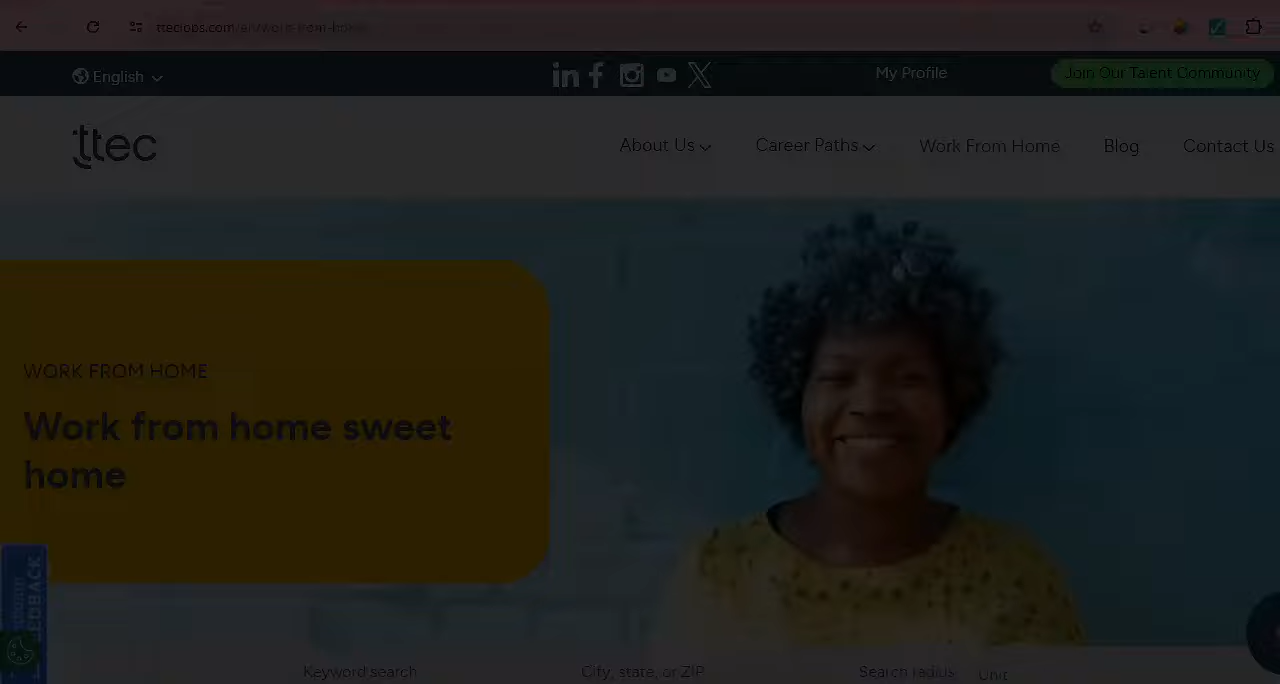 English
My Profile
Join Our Talent Community
ttec
About Us
Career Paths
Work From Home
Blog
Contact Us
WORK FROM HOME
Work from home sweet
home
Keyword search
City, state, or ZIP
Search radius
Unit